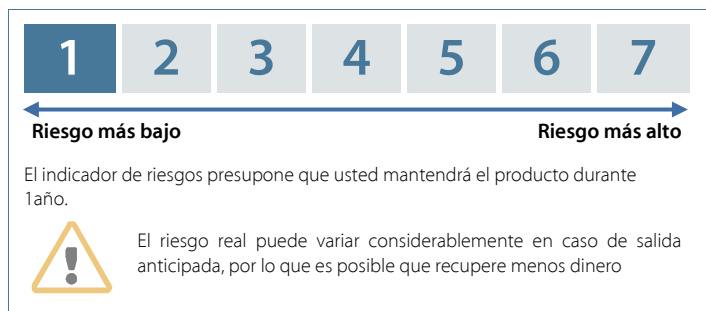 1 2 3 4 5 6 7
Riesgo más bajo Riesgo más alto
El indicador de riesgos presupone que usted mantendrá el producto durante
1año.
El riesgo real puede variar considerablemente en caso de salida
anticipada, por lo que es posible que recupere menos dinero